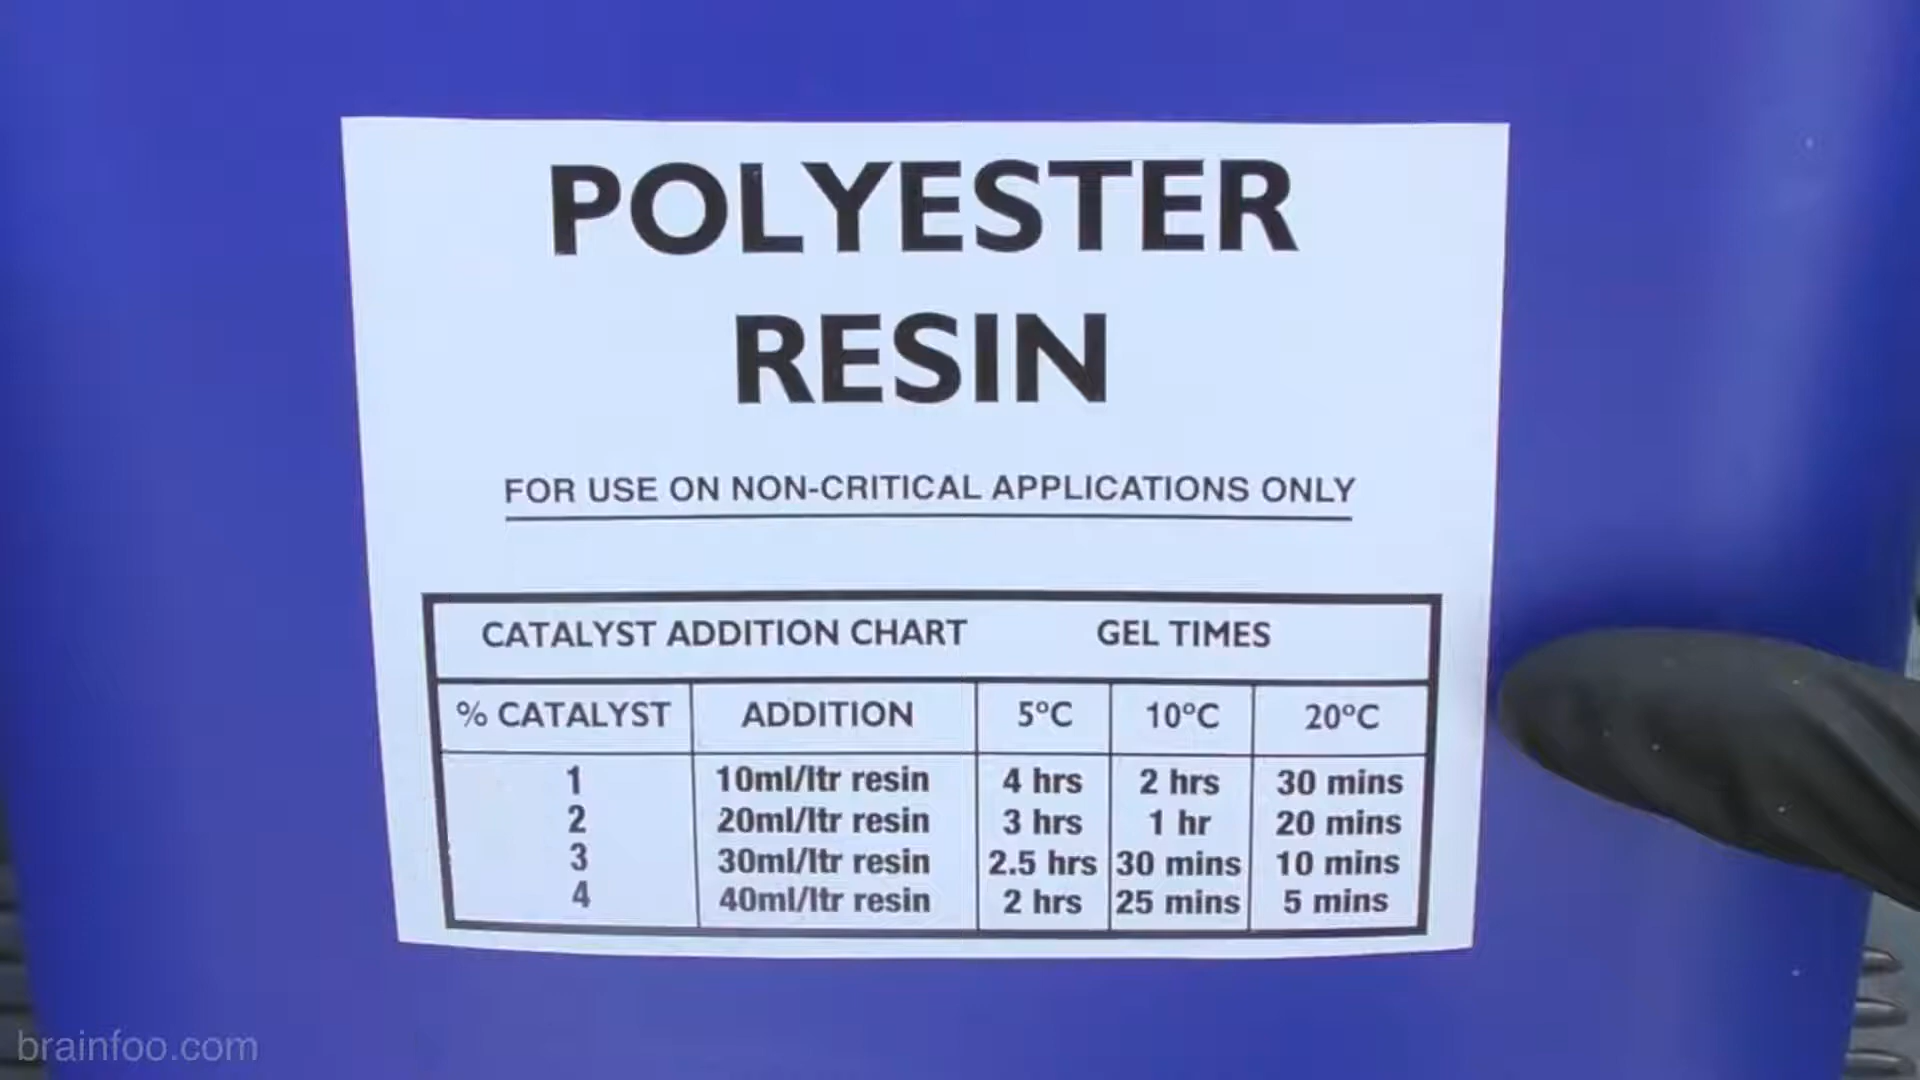 POLYESTER
RESIN
FOR USE ON NON-CRITICAL APPLICATIONS ONLY
CATALYST ADDITION CHART GEL TIMES
% CATALYST ADDITION 5ºC 10ºC 20ºC
1 10ml/ltr resin 4 hrs 2 hrs 30 mins
2 20ml/ltr resin 3 hrs 1 hr 20 mins
3 30ml/ltr resin 2.5 hrs 30 mins 10 mins
4 40ml/ltr resin 2 hrs 25 mins 5 mins
brainfoo.com